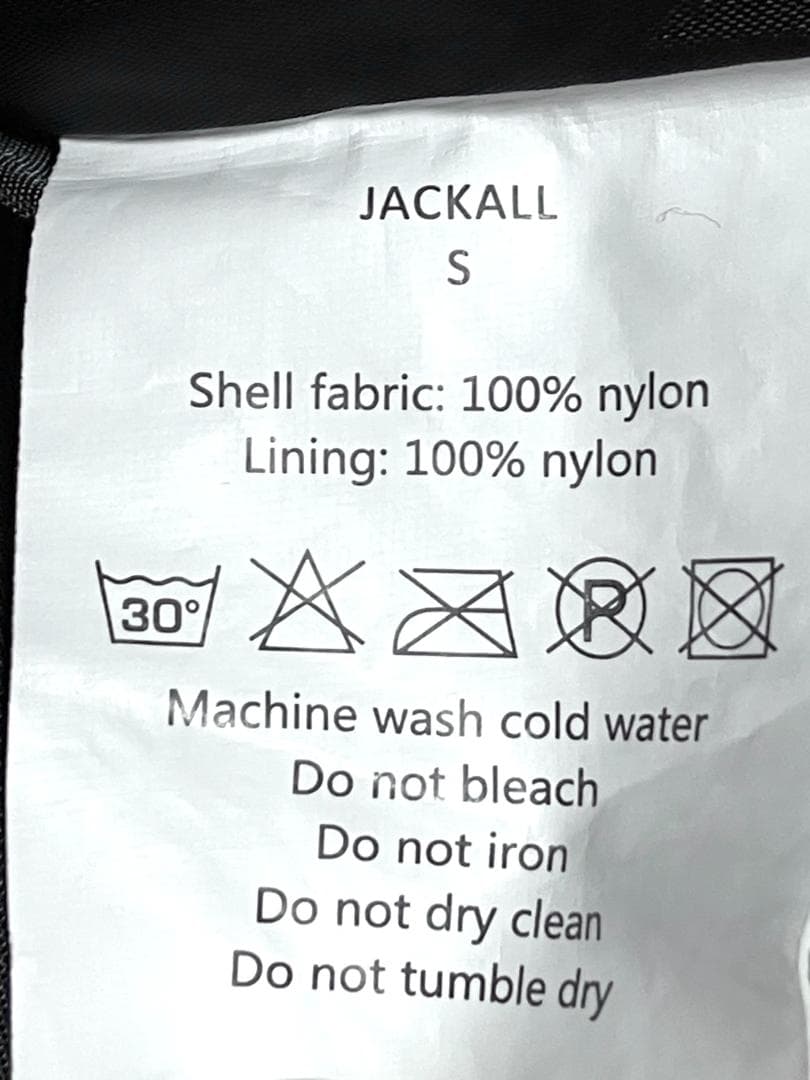 JACKALL
S
Shell fabric: 100% nylon
Lining: 100% nylon
30° P
Machine wash cold water
Do not bleach
Do not iron
Do not dry clean
Do not tumble dry